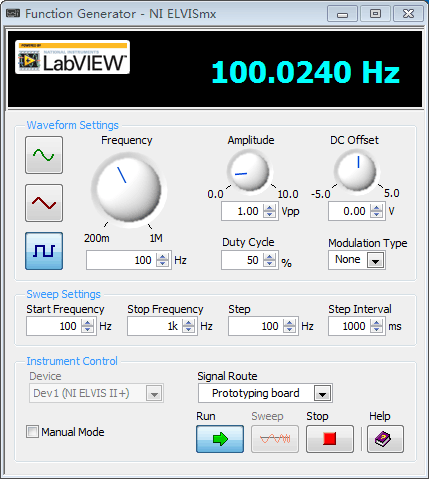 Function Generator - NI ELVISmx
POWERED BY
NATIONAL INSTRUMENTS
LabVIEW™
100.0240 Hz
Waveform Settings
Frequency
Amplitude
DC Offset
200m 1M
0.0 10.0
-5.0 5.0
100 Hz
1.00 Vpp
0.00 V
Duty Cycle
50 %
Modulation Type
None
Sweep Settings
Start Frequency Stop Frequency Step Step Interval
100 Hz 1k Hz 100 Hz 1000 ms
Instrument Control
Device
Dev1 (NI ELVIS II+)
Signal Route
Prototyping board
Manual Mode
Run Sweep Stop Help